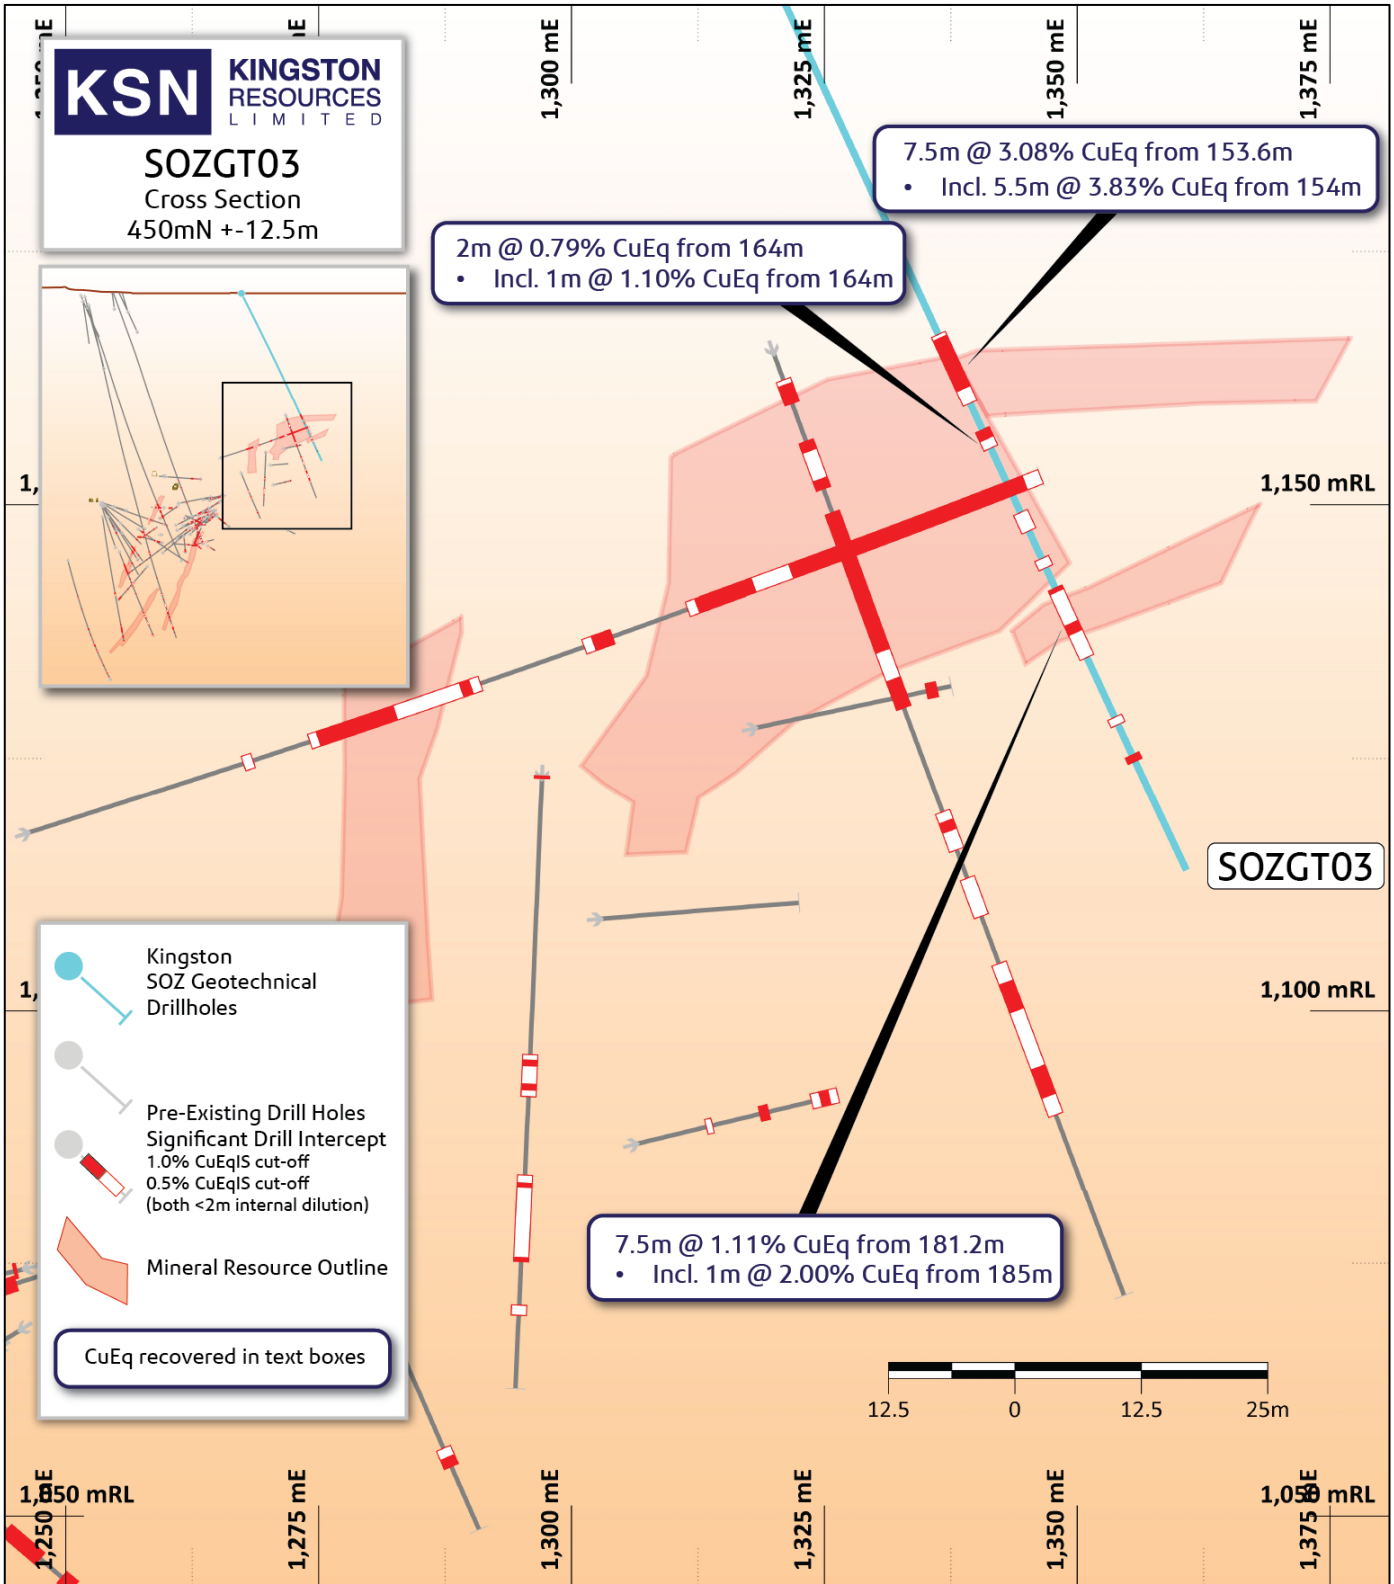 1,300 mE
1,325 mE
1,350 mE
1,375 mE
KSN
KINGSTON
RESOURCES
LIMITED
SOZGT03
Cross Section
450mN +-12.5m
7.5m @ 3.08% CuEq from 153.6m
• Incl. 5.5m @ 3.83% CuEq from 154m
2m @ 0.79% CuEq from 164m
• Incl. 1m @ 1.10% CuEq from 164m
1,150 mRL
SOZGT03
1,100 mRL
Kingston
SOZ Geotechnical
Drillholes
Pre-Existing Drill Holes
Significant Drill Intercept
1.0% CuEqIS cut-off
0.5% CuEqIS cut-off
(both <2m internal dilution)
Mineral Resource Outline
CuEq recovered in text boxes
7.5m @ 1.11% CuEq from 181.2m
• Incl. 1m @ 2.00% CuEq from 185m
12.5 0 12.5 25m
1,050 mRL
1,050 mRL
1,250 mE
1,275 mE
1,300 mE
1,325 mE
1,350 mE
1,375 mE